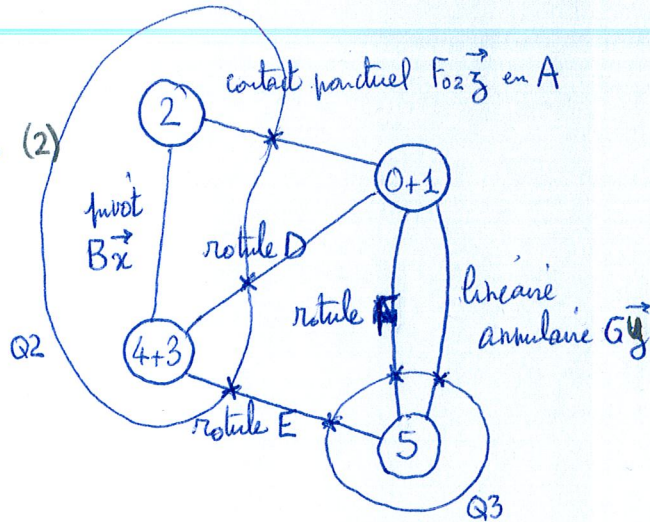 contact ponctuel F02 z⃗ en A
2
(2)
0+1
pivot
Bx⃗
rotule D
rotule
linéaire
annulaire Gy⃗
Q2
4+3
rotule E
5
Q3